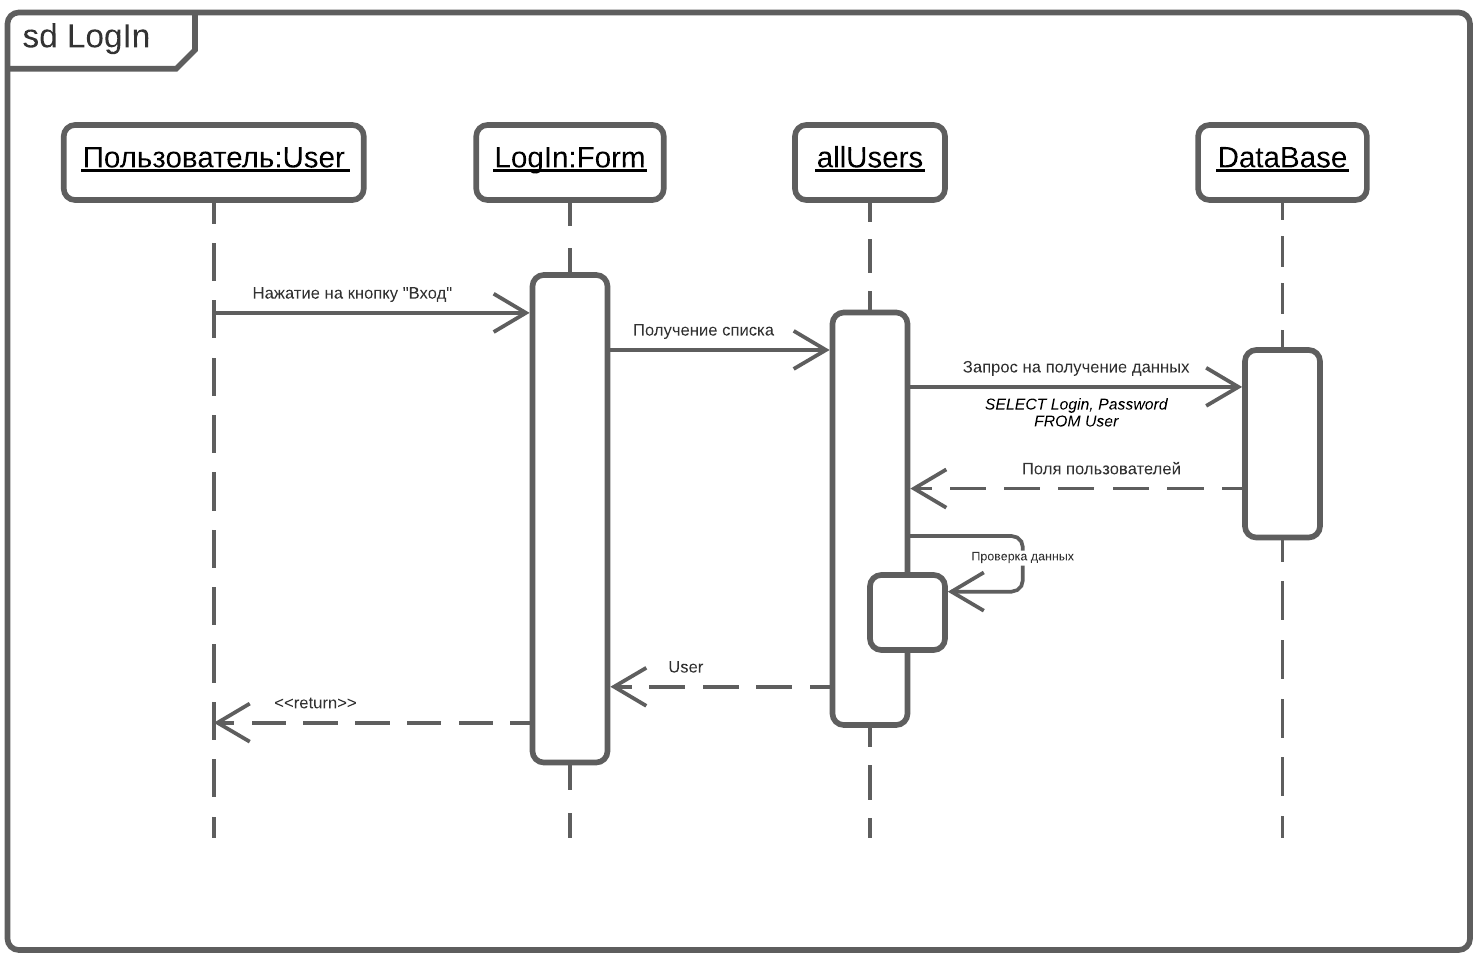 sd LogIn
Пользователь:User
LogIn:Form
allUsers
DataBase
Нажатие на кнопку "Вход"
Получение списка
Запрос на получение данных
SELECT Login, Password
FROM User
Поля пользователей
Проверка данных
User
<<return>>